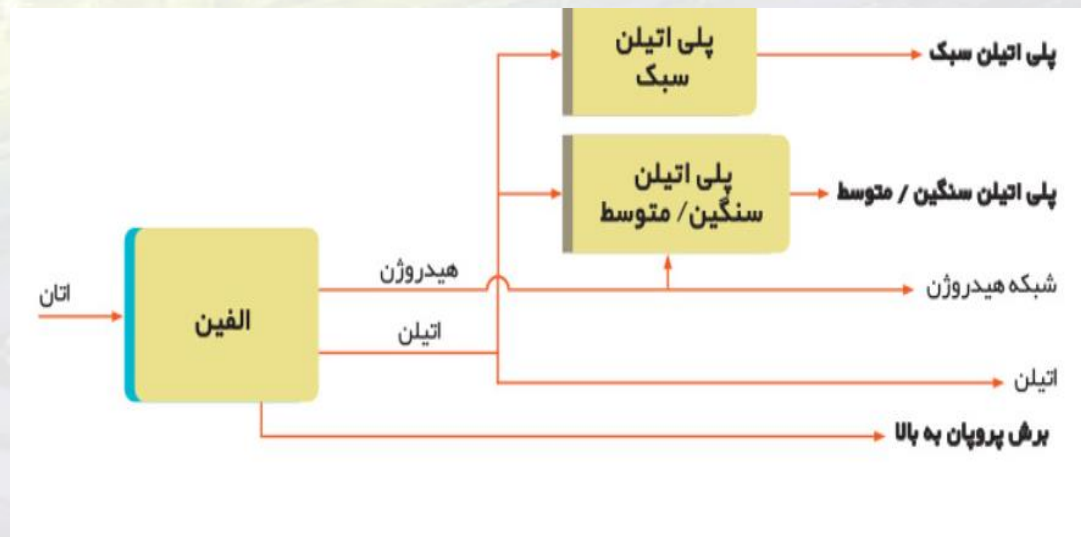 پلی اتیلن
سبک
پلی اتیلن سبک
پلی اتیلن
سنگین/ متوسط
پلی اتیلن سنگین / متوسط
هیدروژن
شبکه هیدروژن
اتان
الفین
اتیلن
اتیلن
برش پروپان به بالا